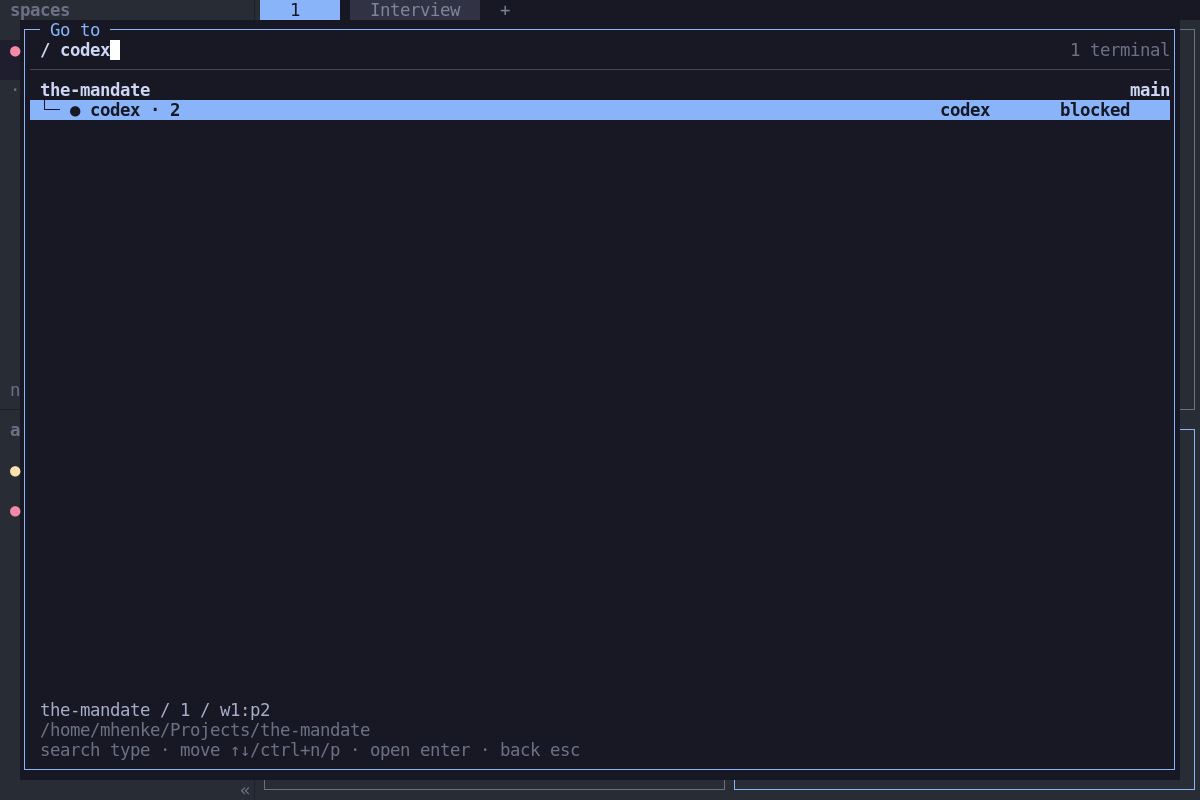 spaces 1 Interview +
Go to
/ codex 1 terminal
the-mandate main
└─ ● codex · 2 codex blocked
n
a
the-mandate / 1 / w1:p2
/home/mhenke/Projects/the-mandate
search type · move ↑↓/ctrl+n/p · open enter · back esc
«